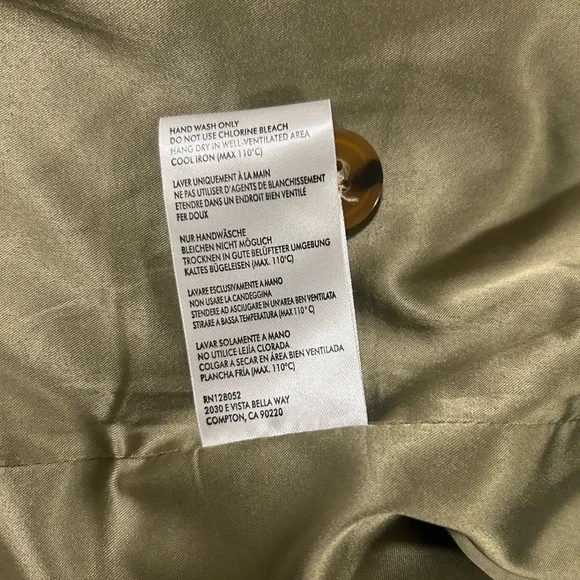 HAND WASH ONLY
DO NOT USE CHLORINE BLEACH
HANG DRY IN WELL-VENTILATED AREA
COOL IRON (MAX 110°C)
LAVER UNIQUEMENT À LA MAIN
NE PAS UTILISER D'AGENTS DE BLANCHISSEMENT
ETENDRE DANS UN ENDROIT BIEN VENTILÉ
FER DOUX
NUR HANDWÄSCHE
BLEICHEN NICHT MÖGLICH
TROCKNEN IN GUTE BELÜFTETER UMGEBUNG
KALTES BÜGELEISEN (MAX. 110°C)
LAVARE ESCLUSIVAMENTE A MANO
NON USARE LA CANDEGGINA
STENDERE AD ASCIUGARE IN UN'AREA BEN VENTILATA
STIRARE A BASSA TEMPERATURA (MAX 110°C)
LAVAR SOLAMENTE A MANO
NO UTILICE LEJÍA CLORADA
COLGAR A SECAR EN ÁREA BIEN VENTILADA
PLANCHA FRÍA (MAX. 110°C)
RN128052
2030 E VISTA BELLA WAY
COMPTON, CA 90220